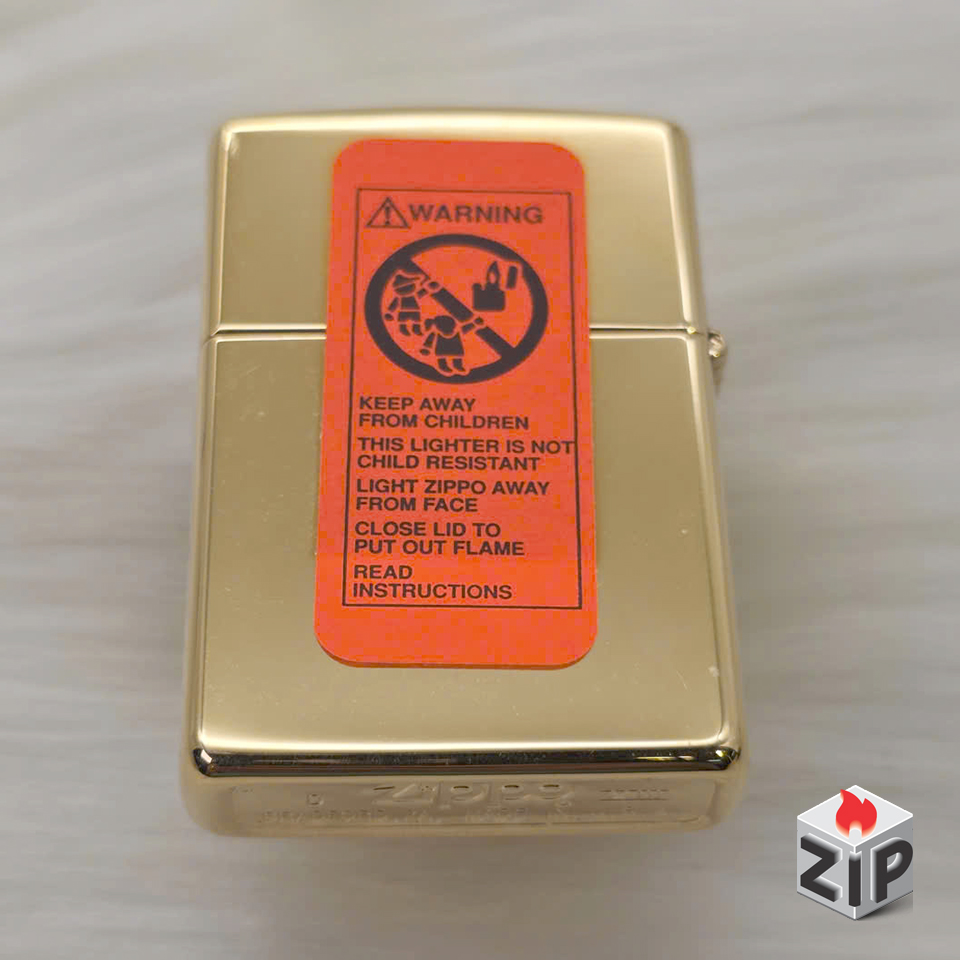 WARNING
KEEP AWAY
FROM CHILDREN
THIS LIGHTER IS NOT
CHILD RESISTANT
LIGHT ZIPPO AWAY
FROM FACE
CLOSE LID TO
PUT OUT FLAME
READ
INSTRUCTIONS
D Zippo
ZiP